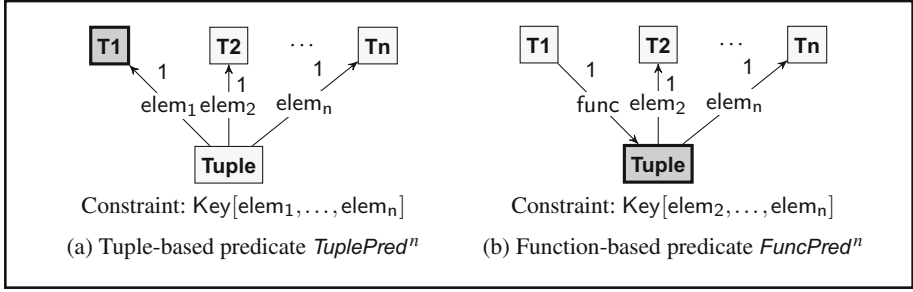 T1 T2 ... Tn T1 T2 ... Tn
1 1 1 1 1 1
elem1 elem2 elemn func elem2 elemn
Tuple Tuple
Constraint: Key[elem1,...,elemn] Constraint: Key[elem2,...,elemn]
(a) Tuple-based predicate TuplePredn (b) Function-based predicate FuncPredn